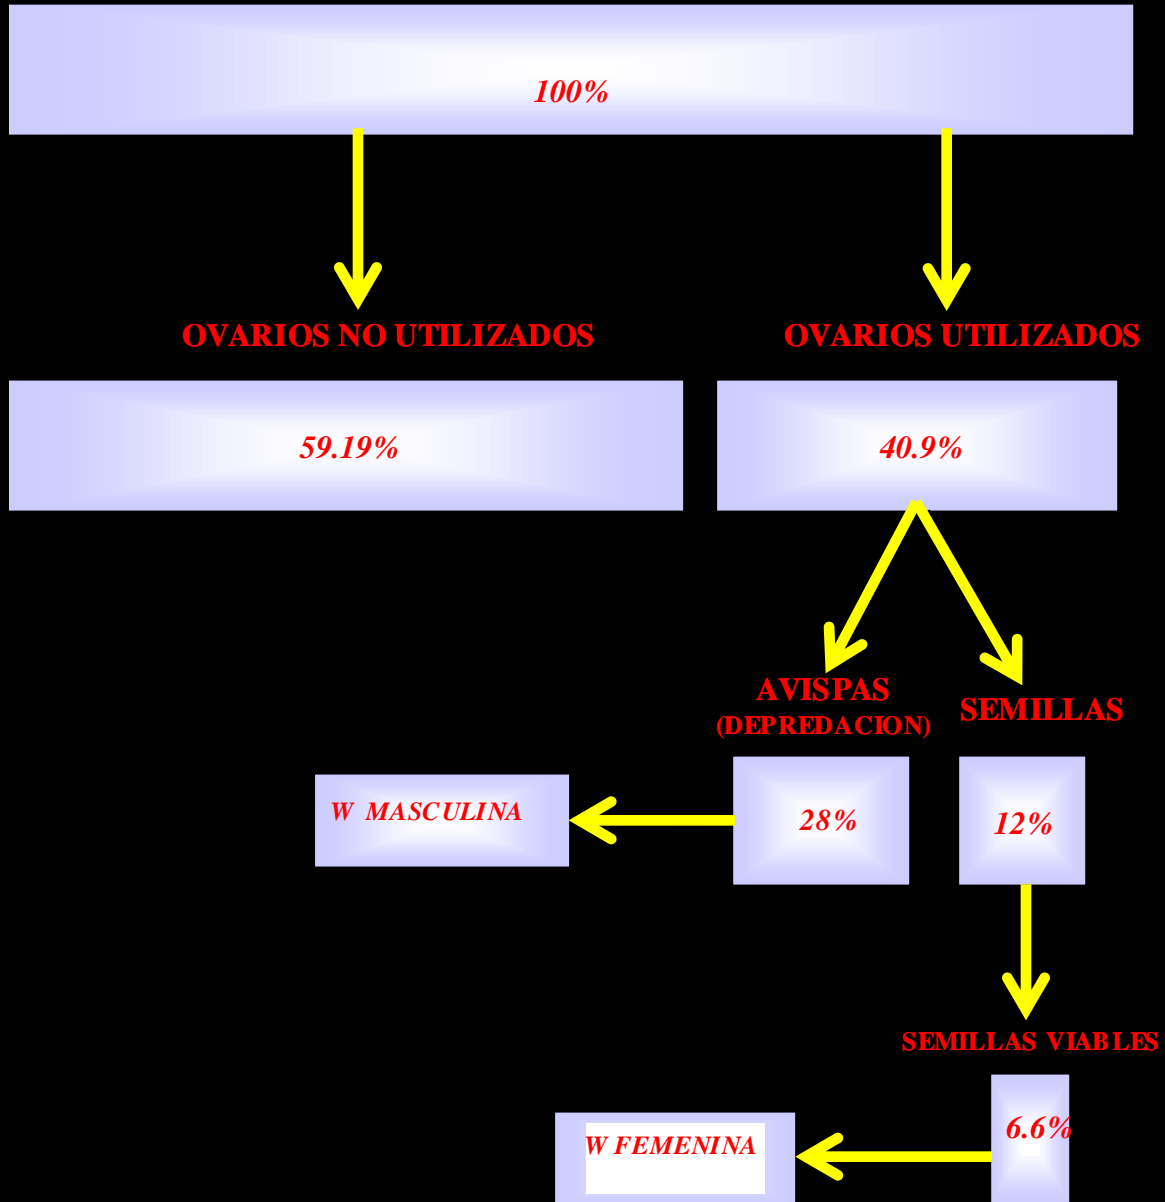 100%
OVARIOS NO UTILIZADOS
OVARIOS UTILIZADOS
59.19%
40.9%
AVISPAS
(DEPREDACION)
SEMILLAS
W MASCULINA
28%
12%
SEMILLAS VIABLES
W FEMENINA
6.6%